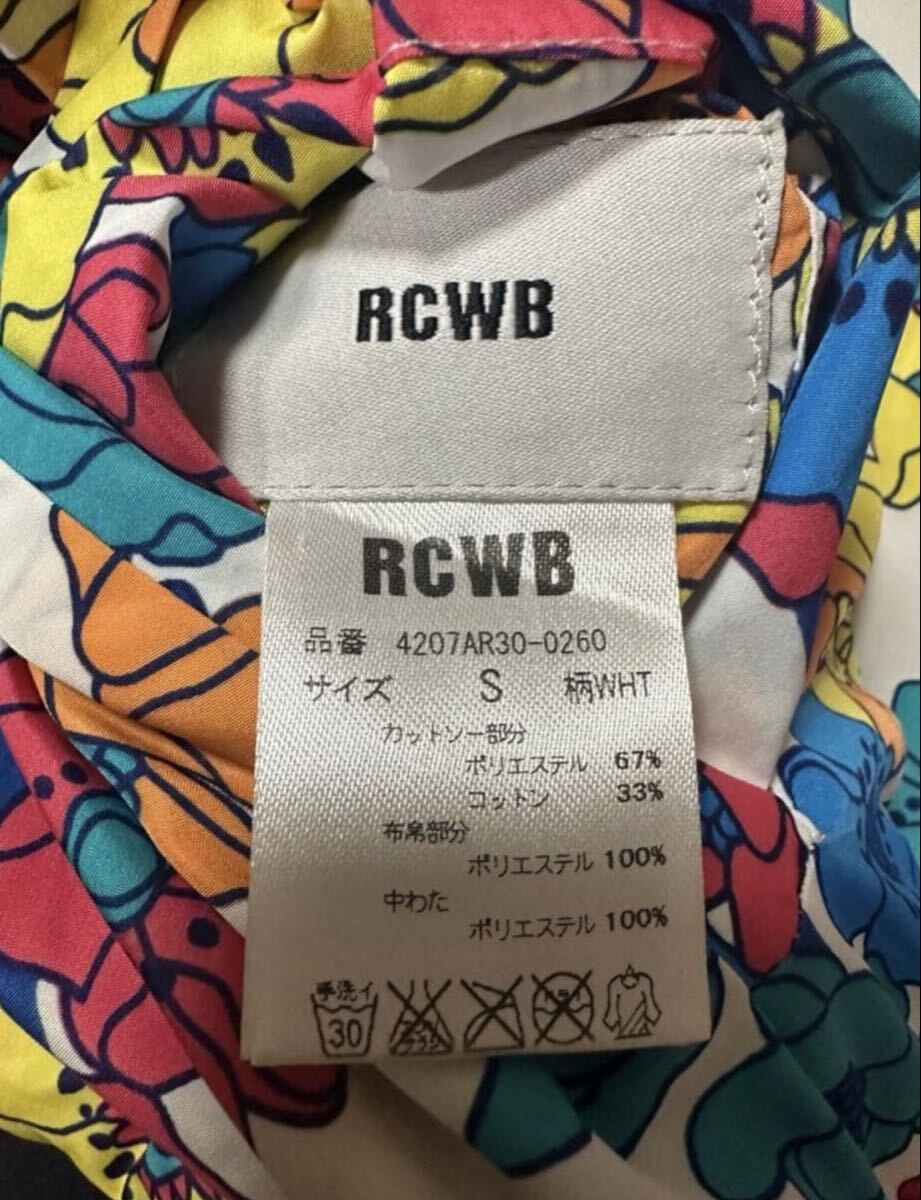 RCWB
RCWB
品番 4207AR30-0260
サイズ S 柄WHT
カットソー部分
ポリエステル 67%
コットン 33%
布帛部分
ポリエステル 100%
中わた
ポリエステル 100%
手洗イ
30